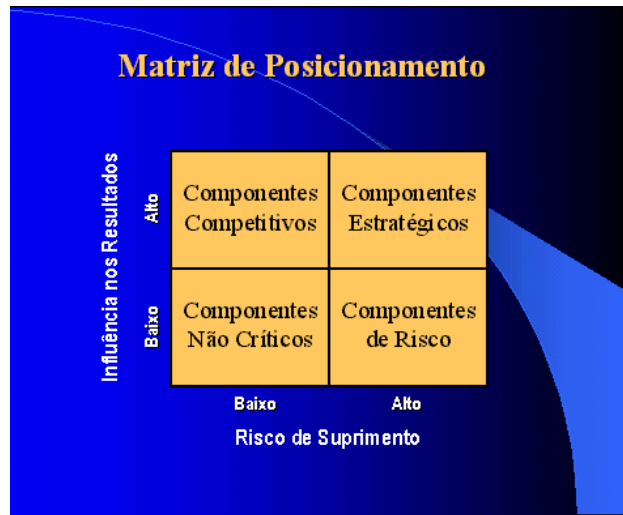 Matriz de Posicionamento
Influência nos Resultados
Alto
Componentes
Competitivos
Componentes
Estratégicos
Baixo
Componentes
Não Críticos
Componentes
de Risco
Baixo
Alto
Risco de Suprimento